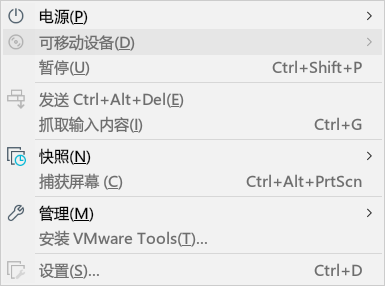 电源(P)
可移动设备(D)
暂停(U) Ctrl+Shift+P
发送 Ctrl+Alt+Del(E)
抓取输入内容(I) Ctrl+G
快照(N)
捕获屏幕 (C) Ctrl+Alt+PrtScn
管理(M)
安装 VMware Tools(T)...
设置(S)... Ctrl+D